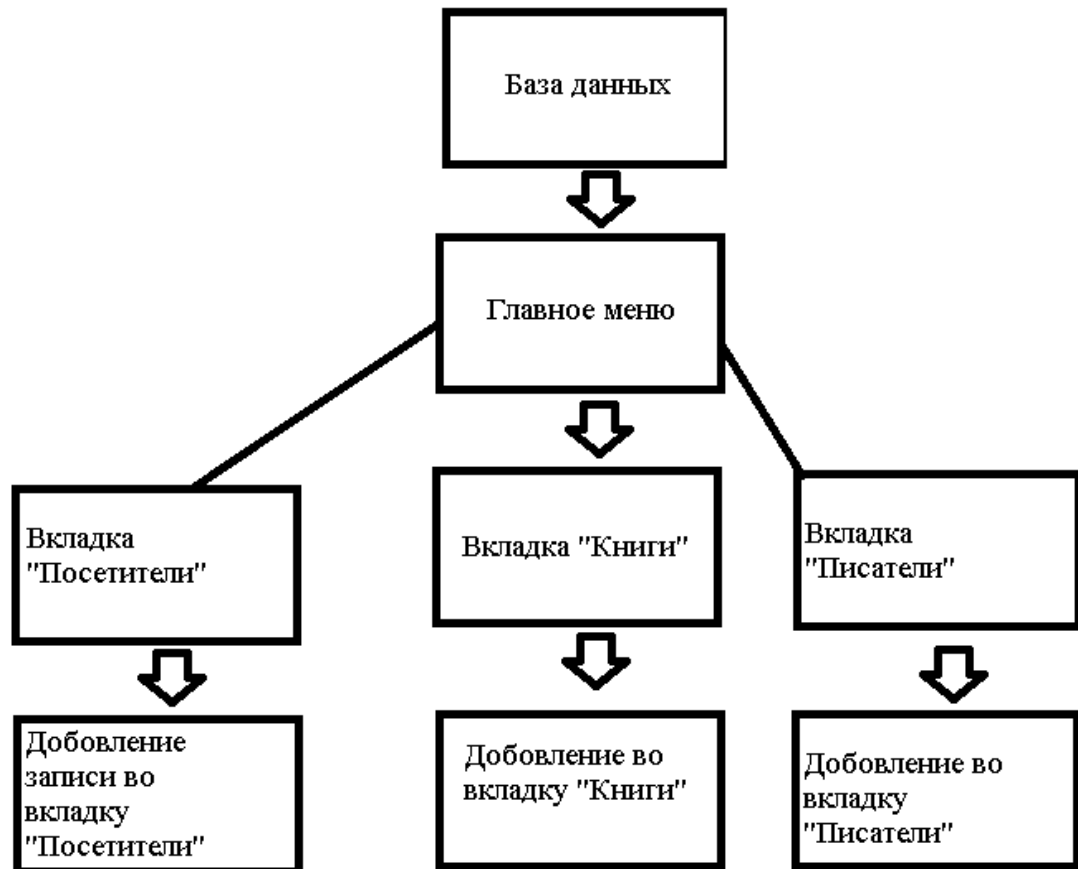 База данных
Главное меню
Вкладка
"Посетители"
Вкладка "Книги"
Вкладка
"Писатели"
Добовление
записи во
вкладку
"Посетители"
Добовление во
вкладку "Книги"
Добовление во
вкладку
"Писатели"